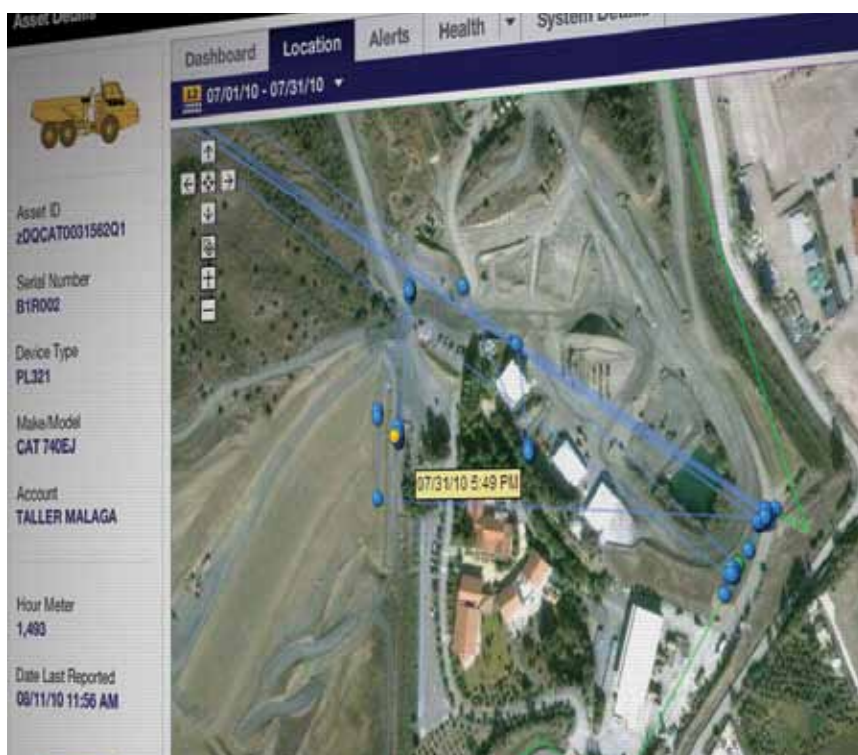 Asset Details
Dashboard
Location
Alerts
Health
System Details
07/01/10 - 07/31/10
Asset ID
zDQCAT0031562Q1
Serial Number
B1R002
Device Type
PL321
Make/Model
CAT 740EJ
Account
TALLER MALAGA
07/31/10 5:49 PM
Hour Meter
1,493
Date Last Reported
08/11/10 11:56 AM